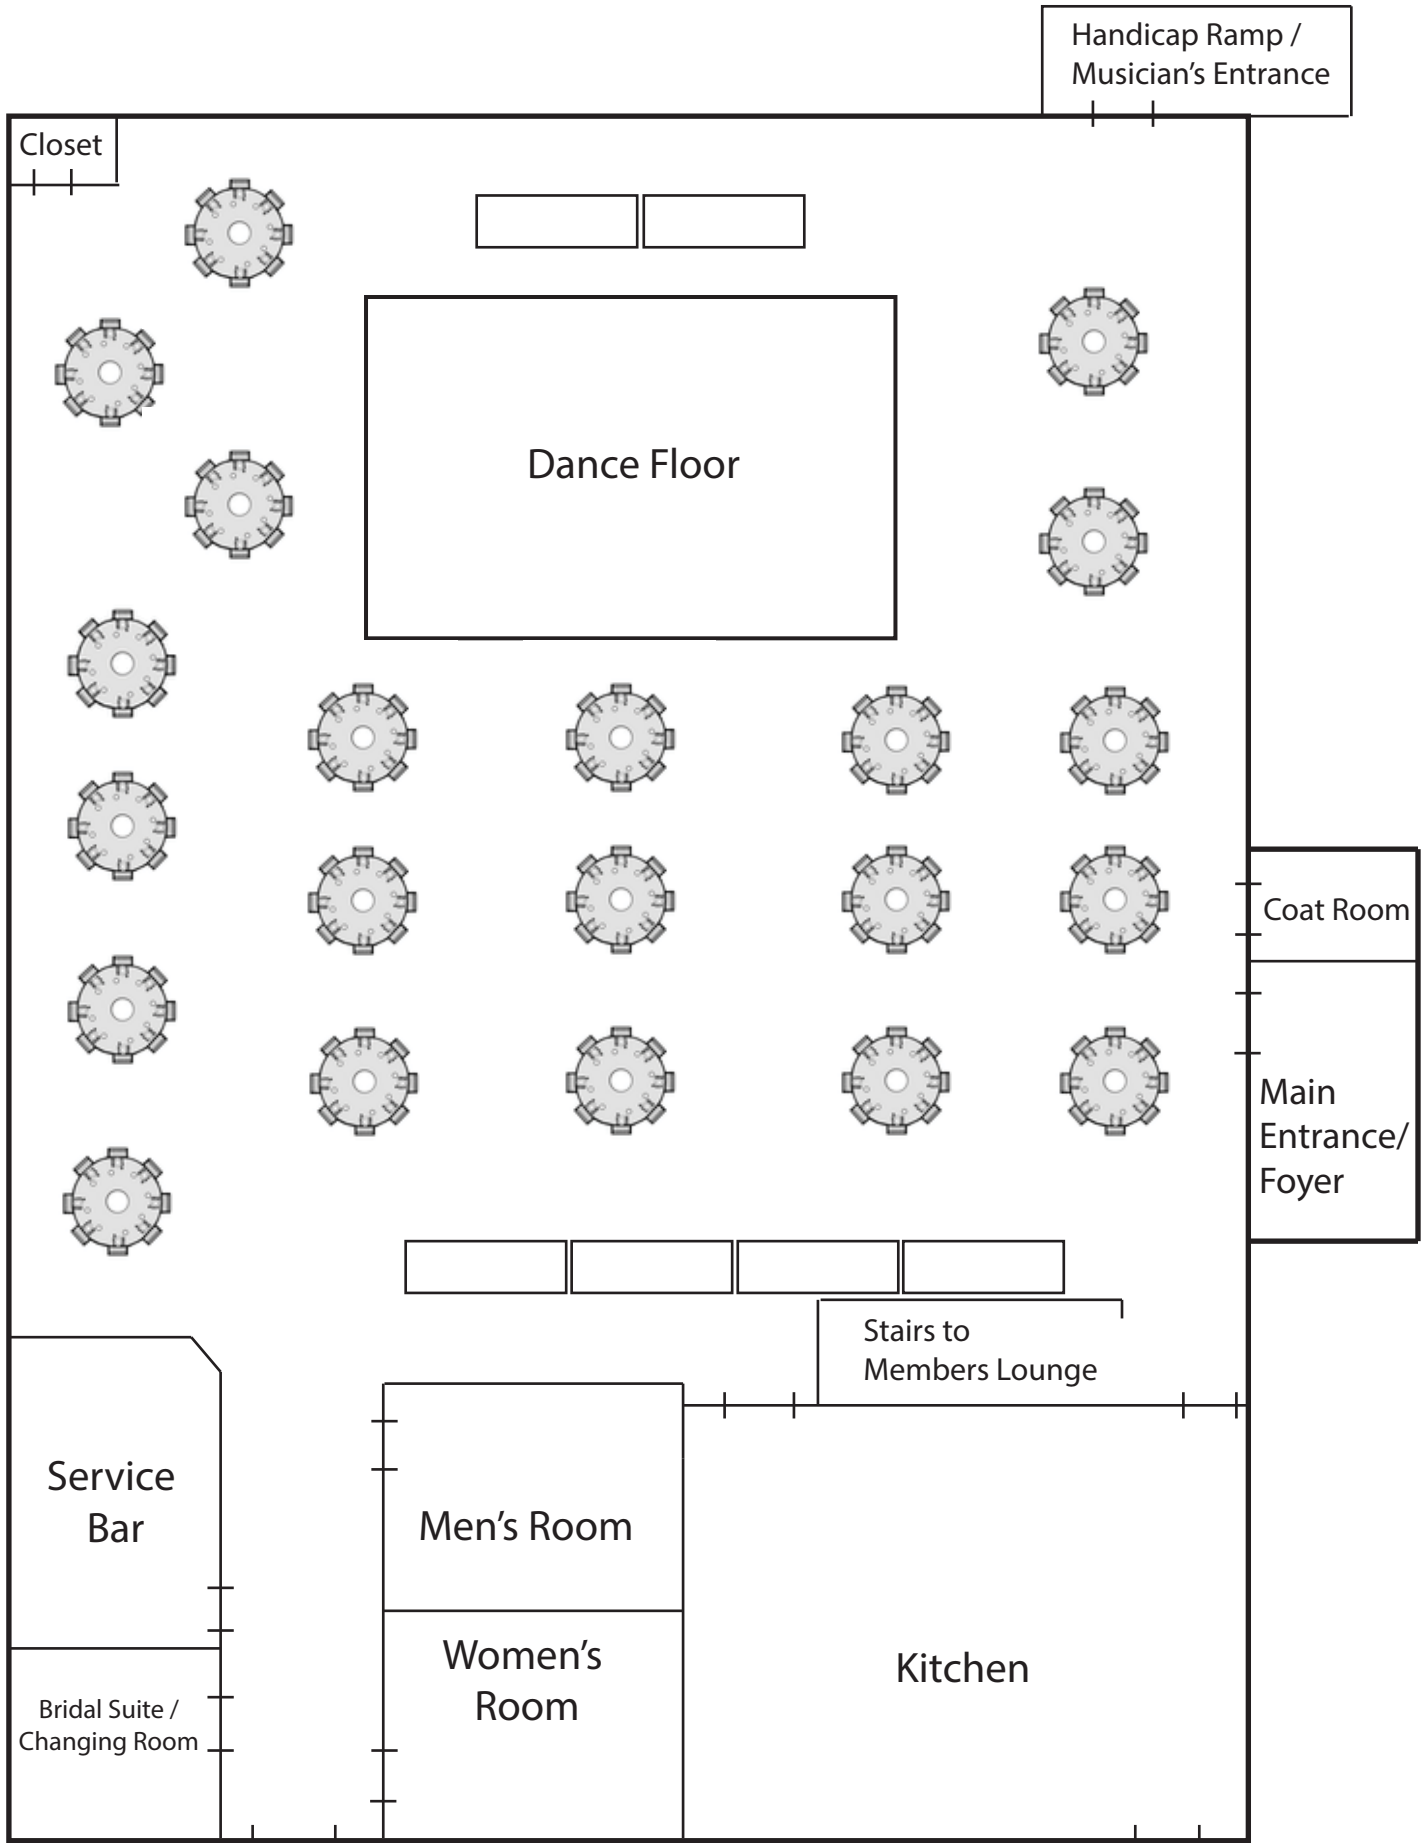 Handicap Ramp /
Musician’s Entrance
Closet
Dance Floor
Coat Room
Main
Entrance/
Foyer
Stairs to
Members Lounge
Service
Bar
Men’s Room
Women’s
Room
Kitchen
Bridal Suite /
Changing Room